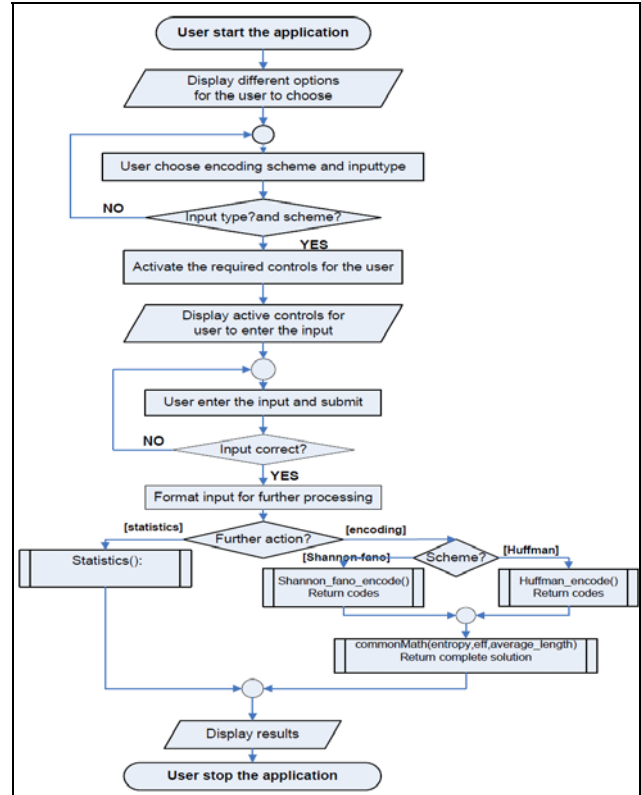 User start the application
Display different options
for the user to choose
User choose encoding scheme and inputtype
NO
Input type?and scheme?
YES
Activate the required controls for the user
Display active controls for
user to enter the input
User enter the input and submit
NO
Input correct?
YES
Format input for further processing
[statistics]
Further action?
[encoding]
Statistics():
[Shannon-fano]
Scheme?
[Huffman]
Shannon_fano_encode()
Return codes
Huffman_encode()
Return codes
commonMath(entropy,eff,average_length)
Return complete solution
Display results
User stop the application